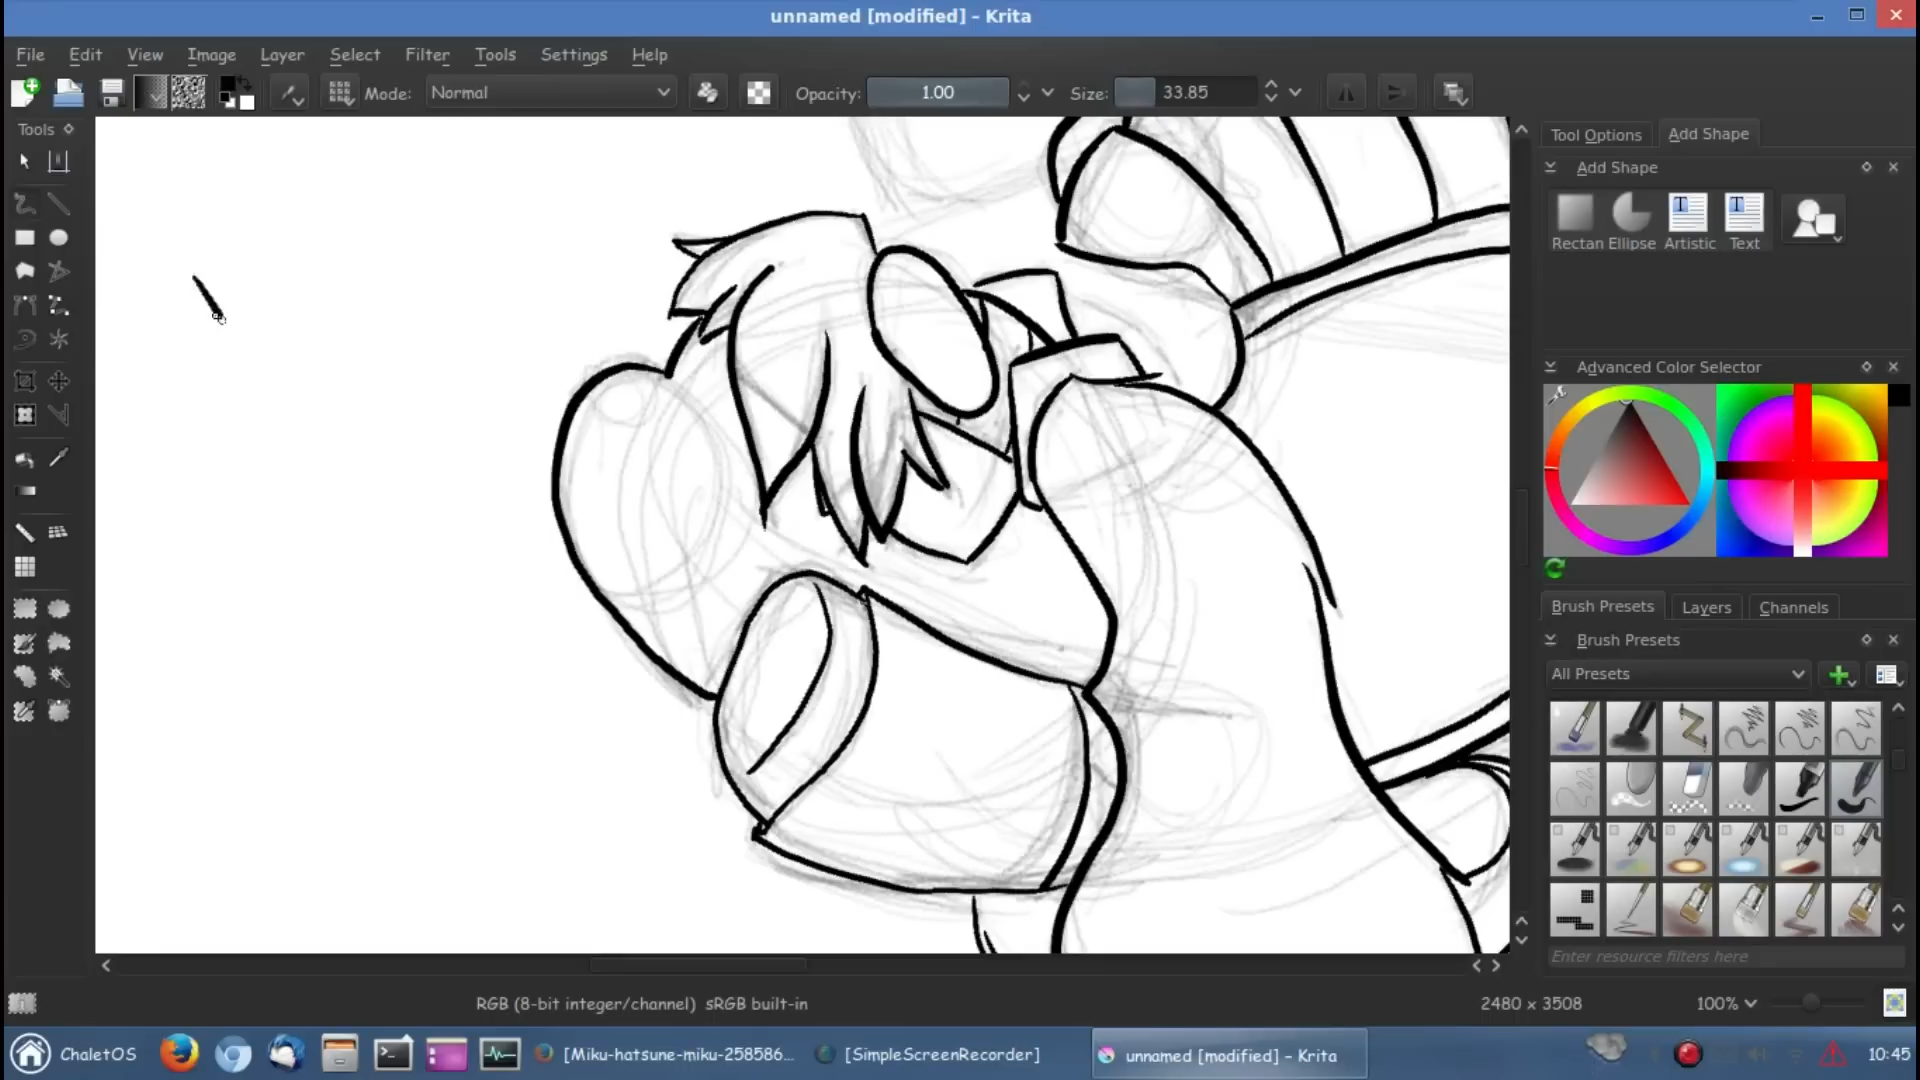 unnamed [modified] – Krita
File Edit View Image Layer Select Filter Tools Settings Help
Mode: Normal Opacity: 1.00 Size: 33.85
Tools
Tool Options Add Shape
Add Shape
T T
Rectan Ellipse Artistic Text
Advanced Color Selector
Brush Presets Layers Channels
Brush Presets
All Presets
Enter resource filters here
RGB (8-bit integer/channel) sRGB built-in 2480 x 3508 100%
ChaletOS [Miku-hatsune-miku-258586... [SimpleScreenRecorder] unnamed [modified] – Krita 10:45